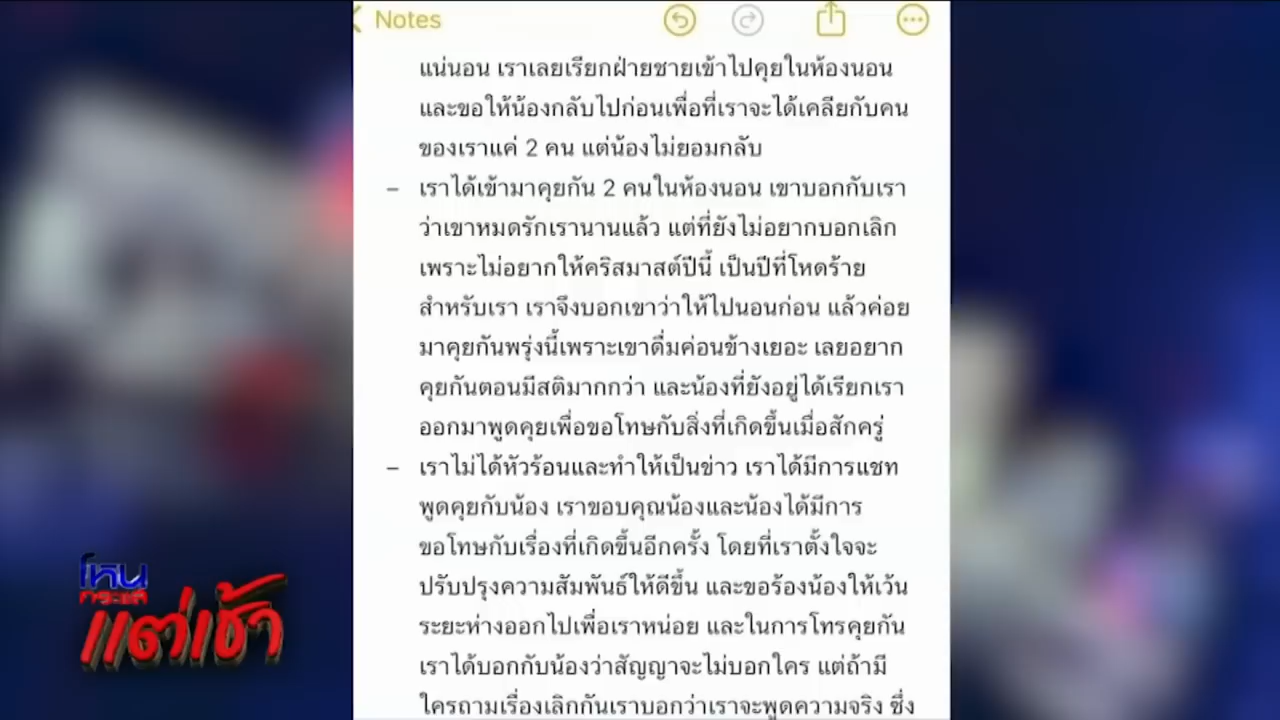 Notes
แน่นอน เราเลยเรียกฝ่ายชายเข้าไปคุยในห้องนอน
และขอให้น้องกลับไปก่อนเพื่อที่เราจะได้เคลียกับคน
ของเราแค่ 2 คน แต่น้องไม่ยอมกลับ
– เราได้เข้ามาคุยกัน 2 คนในห้องนอน เขาบอกกับเรา
ว่าเขาหมดรักเรานานแล้ว แต่ที่ยังไม่อยากบอกเลิก
เพราะไม่อยากให้คริสมาสต์ปีนี้ เป็นปีที่โหดร้าย
สำหรับเรา เราจึงบอกเขาว่าให้ไปนอนก่อน แล้วค่อย
มาคุยกันพรุ่งนี้เพราะเขาดื่มค่อนข้างเยอะ เลยอยาก
คุยกันตอนมีสติมากกว่า และน้องที่ยังอยู่ได้เรียกเรา
ออกมาพูดคุยเพื่อขอโทษกับสิ่งที่เกิดขึ้นเมื่อสักครู่
– เราไม่ได้หัวร้อนและทำให้เป็นข่าว เราได้มีการแชท
พูดคุยกับน้อง เราขอบคุณน้องและน้องได้มีการ
ขอโทษกับเรื่องที่เกิดขึ้นอีกครั้ง โดยที่เราตั้งใจจะ
ปรับปรุงความสัมพันธ์ให้ดีขึ้น และขอร้องน้องให้เว้น
ระยะห่างออกไปเพื่อเราหน่อย และในการโทรคุยกัน
เราได้บอกกับน้องว่าสัญญาจะไม่บอกใคร แต่ถ้ามี
ใครถามเรื่องเลิกกันเราบอกว่าเราจะพูดความจริง ซึ่ง
โหน
กระแส
แต่เช้า